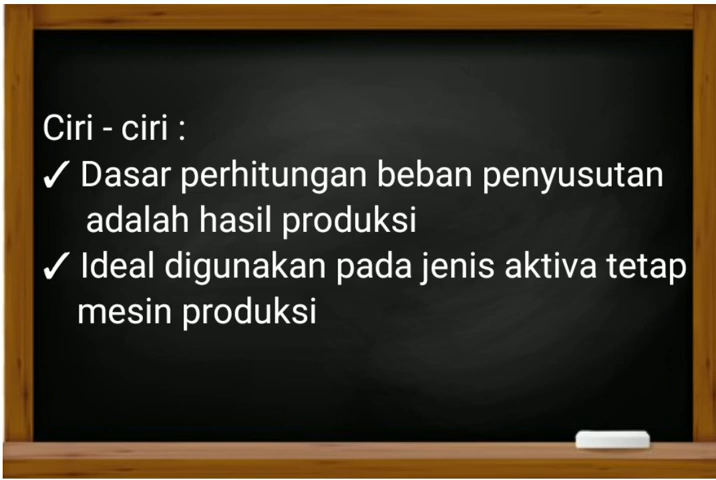 Ciri - ciri :
✓ Dasar perhitungan beban penyusutan
adalah hasil produksi
✓ Ideal digunakan pada jenis aktiva tetap
mesin produksi